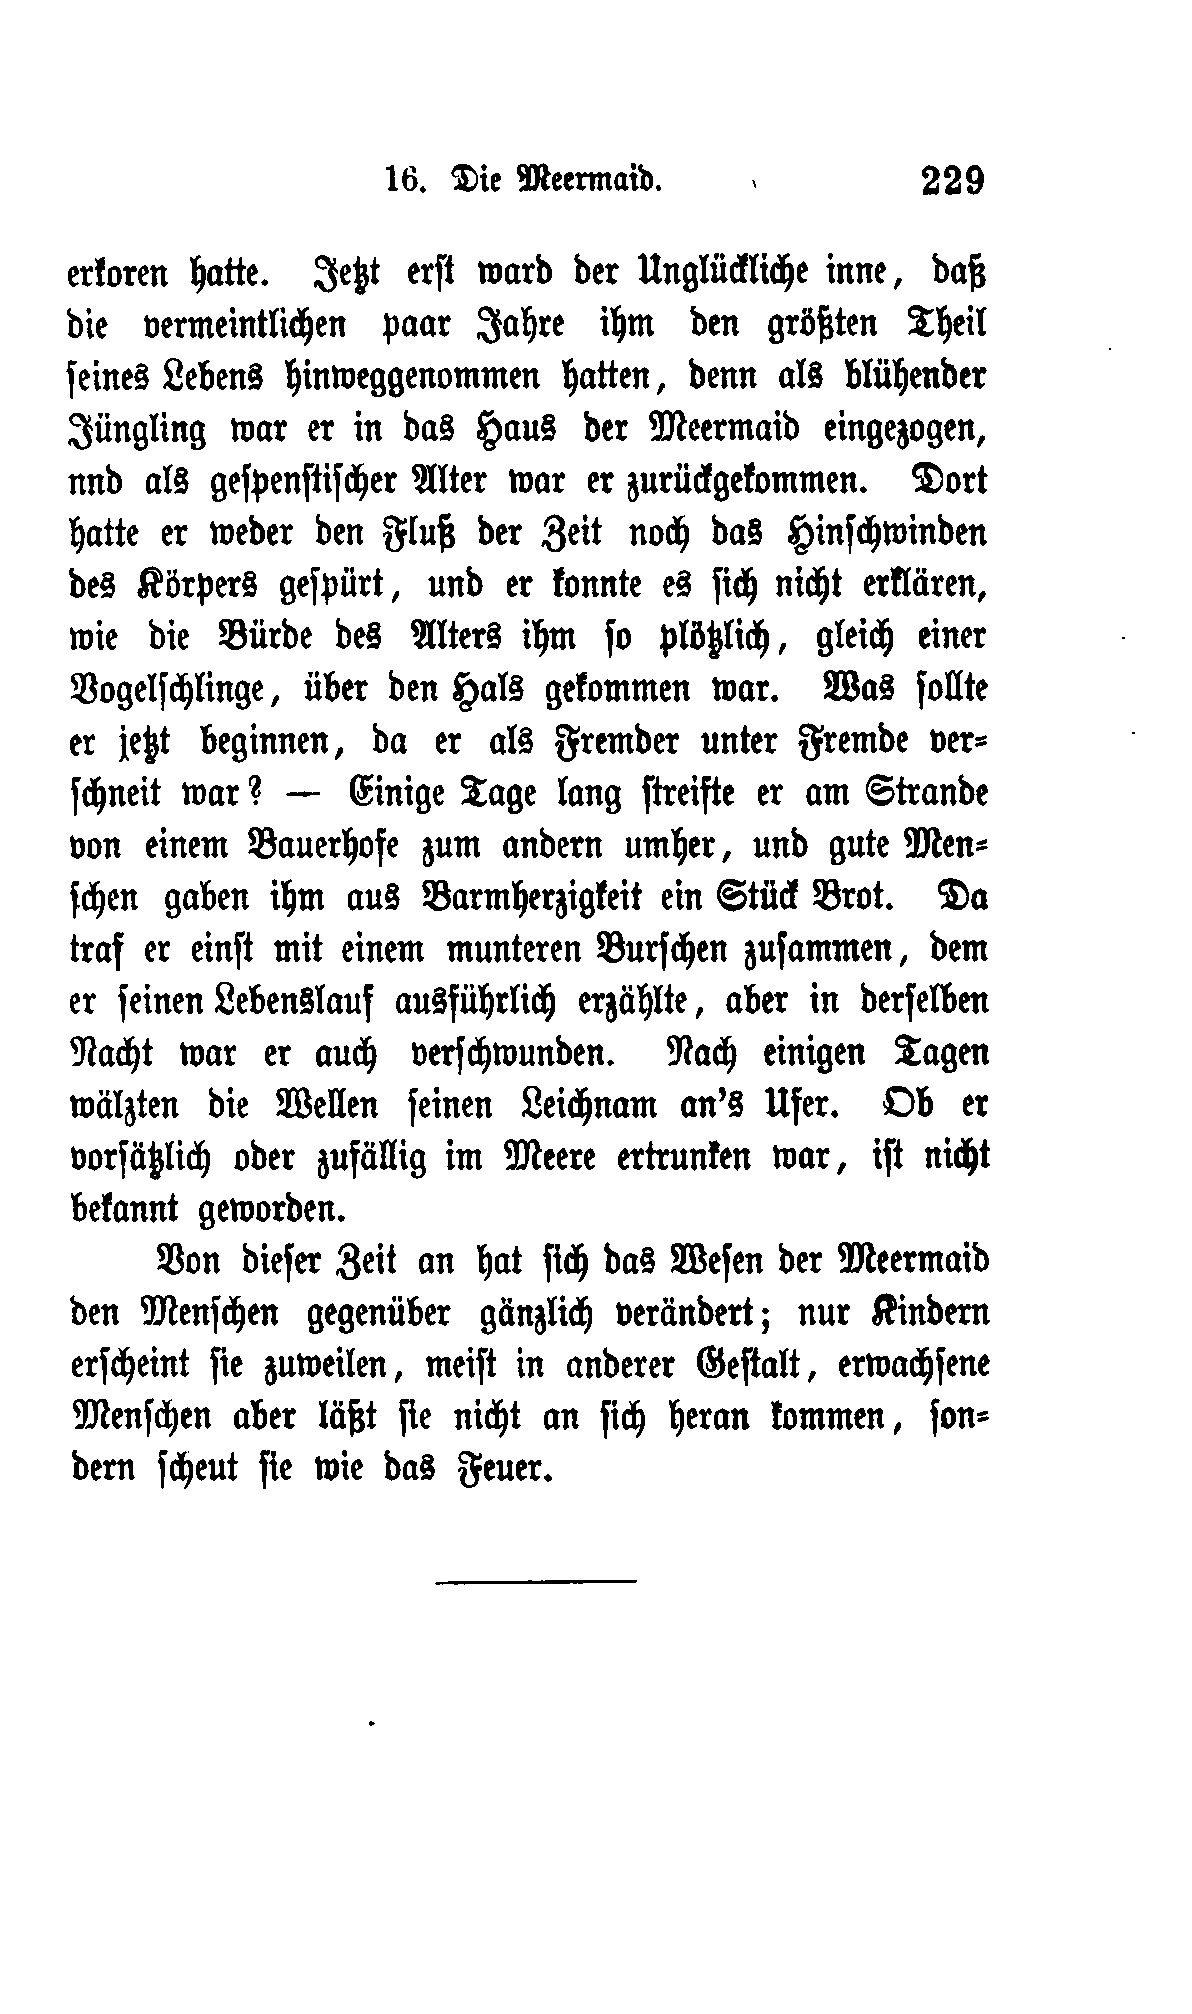 16. Die Meermaid. 229
erkoren hatte. Jetzt erst ward der Unglückliche inne, daß
die vermeintlichen paar Jahre ihm den größten Theil
seines Lebens hinweggenommen hatten, denn als blühender
Jüngling war er in das Haus der Meermaid eingezogen,
nnd als gespenstischer Alter war er zurückgekommen. Dort
hatte er weder den Fluß der Zeit noch das Hinschwinden
des Körpers gespürt, und er konnte es sich nicht erklären,
wie die Bürde des Alters ihm so plötzlich, gleich einer
Vogelschlinge, über den Hals gekommen war. Was sollte
er jetzt beginnen, da er als Fremder unter Fremde ver-
schneit war? — Einige Tage lang streifte er am Strande
von einem Bauerhofe zum andern umher, und gute Men-
schen gaben ihm aus Barmherzigkeit ein Stück Brot. Da
traf er einst mit einem munteren Burschen zusammen, dem
er seinen Lebenslauf ausführlich erzählte, aber in derselben
Nacht war er auch verschwunden. Nach einigen Tagen
wälzten die Wellen seinen Leichnam an's Ufer. Ob er
vorsätzlich oder zufällig im Meere ertrunken war, ist nicht
bekannt geworden.
Von dieser Zeit an hat sich das Wesen der Meermaid
den Menschen gegenüber gänzlich verändert; nur Kindern
erscheint sie zuweilen, meist in anderer Gestalt, erwachsene
Menschen aber läßt sie nicht an sich heran kommen, son-
dern scheut sie wie das Feuer.